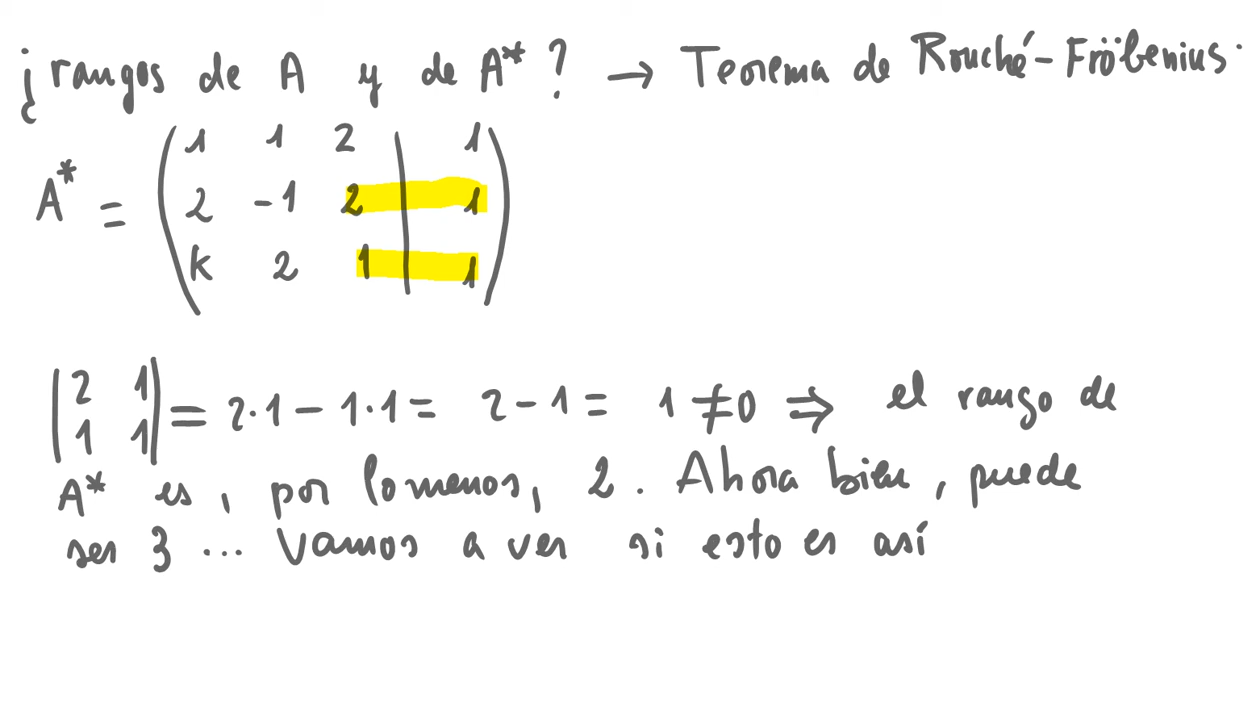 ¿rangos de A y de A* ? → Teorema de Rouché-Fröbenius.
1 1 2 | 1
A* = 2 -1 2 | 1
k 2 1 | 1
|2 1|
|1 1| = 2·1 - 1·1 = 2 - 1 = 1 ≠ 0 ⇒ el rango de
A* es, por lo menos, 2. Ahora bien, puede
ser 3 ... Vamos a ver si esto es así